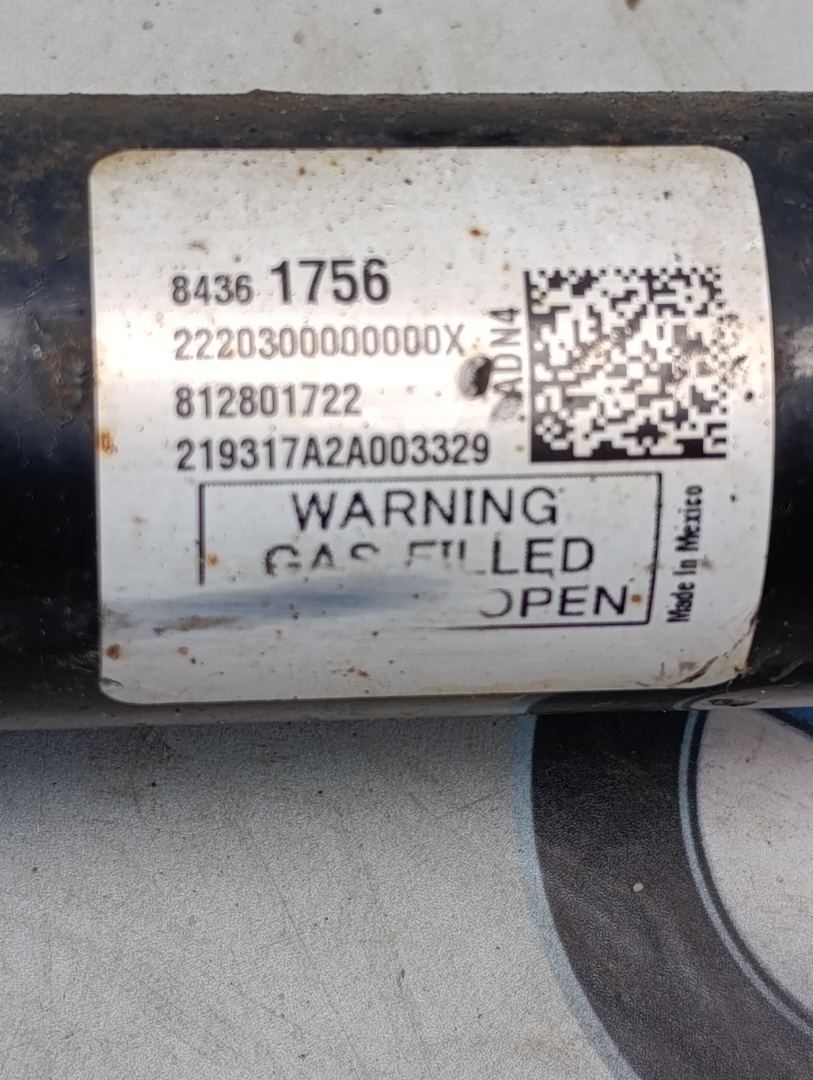 8436 1756
2220300000000X
812801722
219317A2A003329
ADN4
WARNING
GAS FILLED
OPEN
Made In Mexico